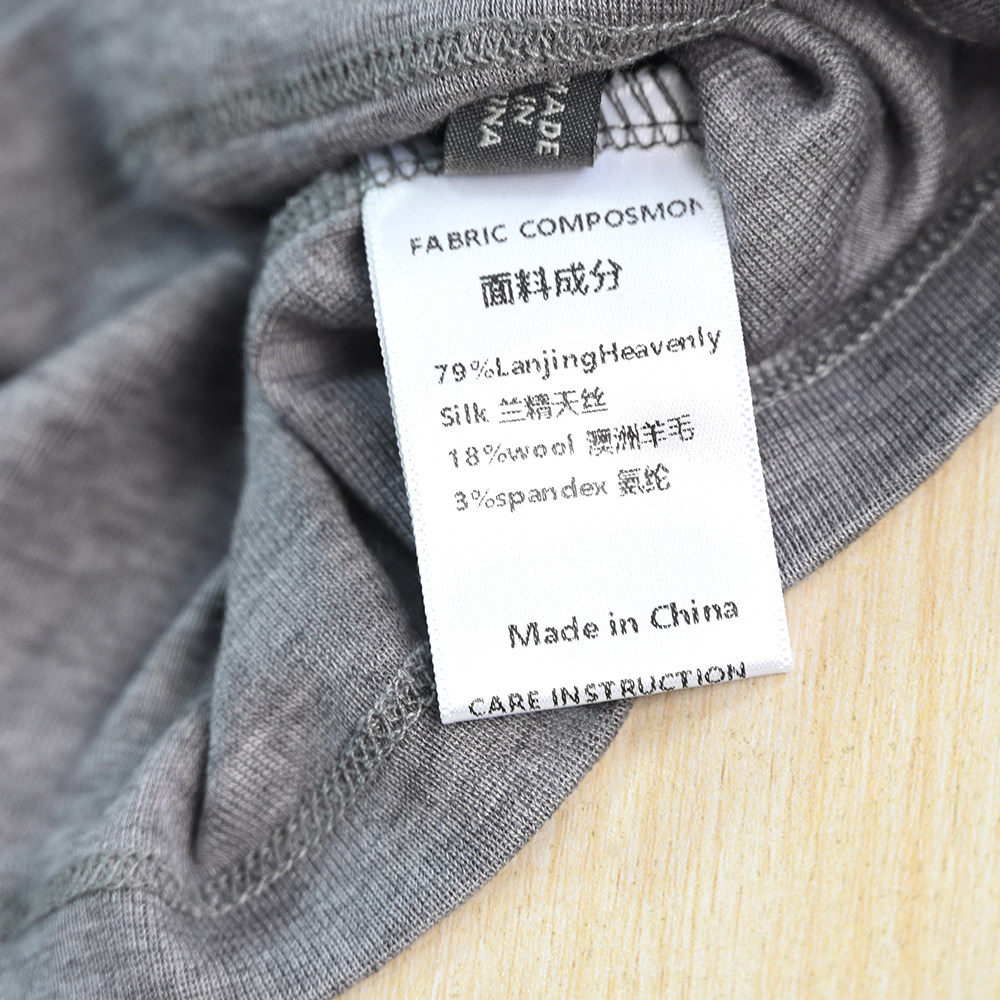 MADE
IN
CHINA
FABRIC COMPOSMON
面料成分
79%LanjingHeavenly
Silk 兰精天丝
18%wool 澳洲羊毛
3%spandex 氨纶
Made in China
CARE INSTRUCTION